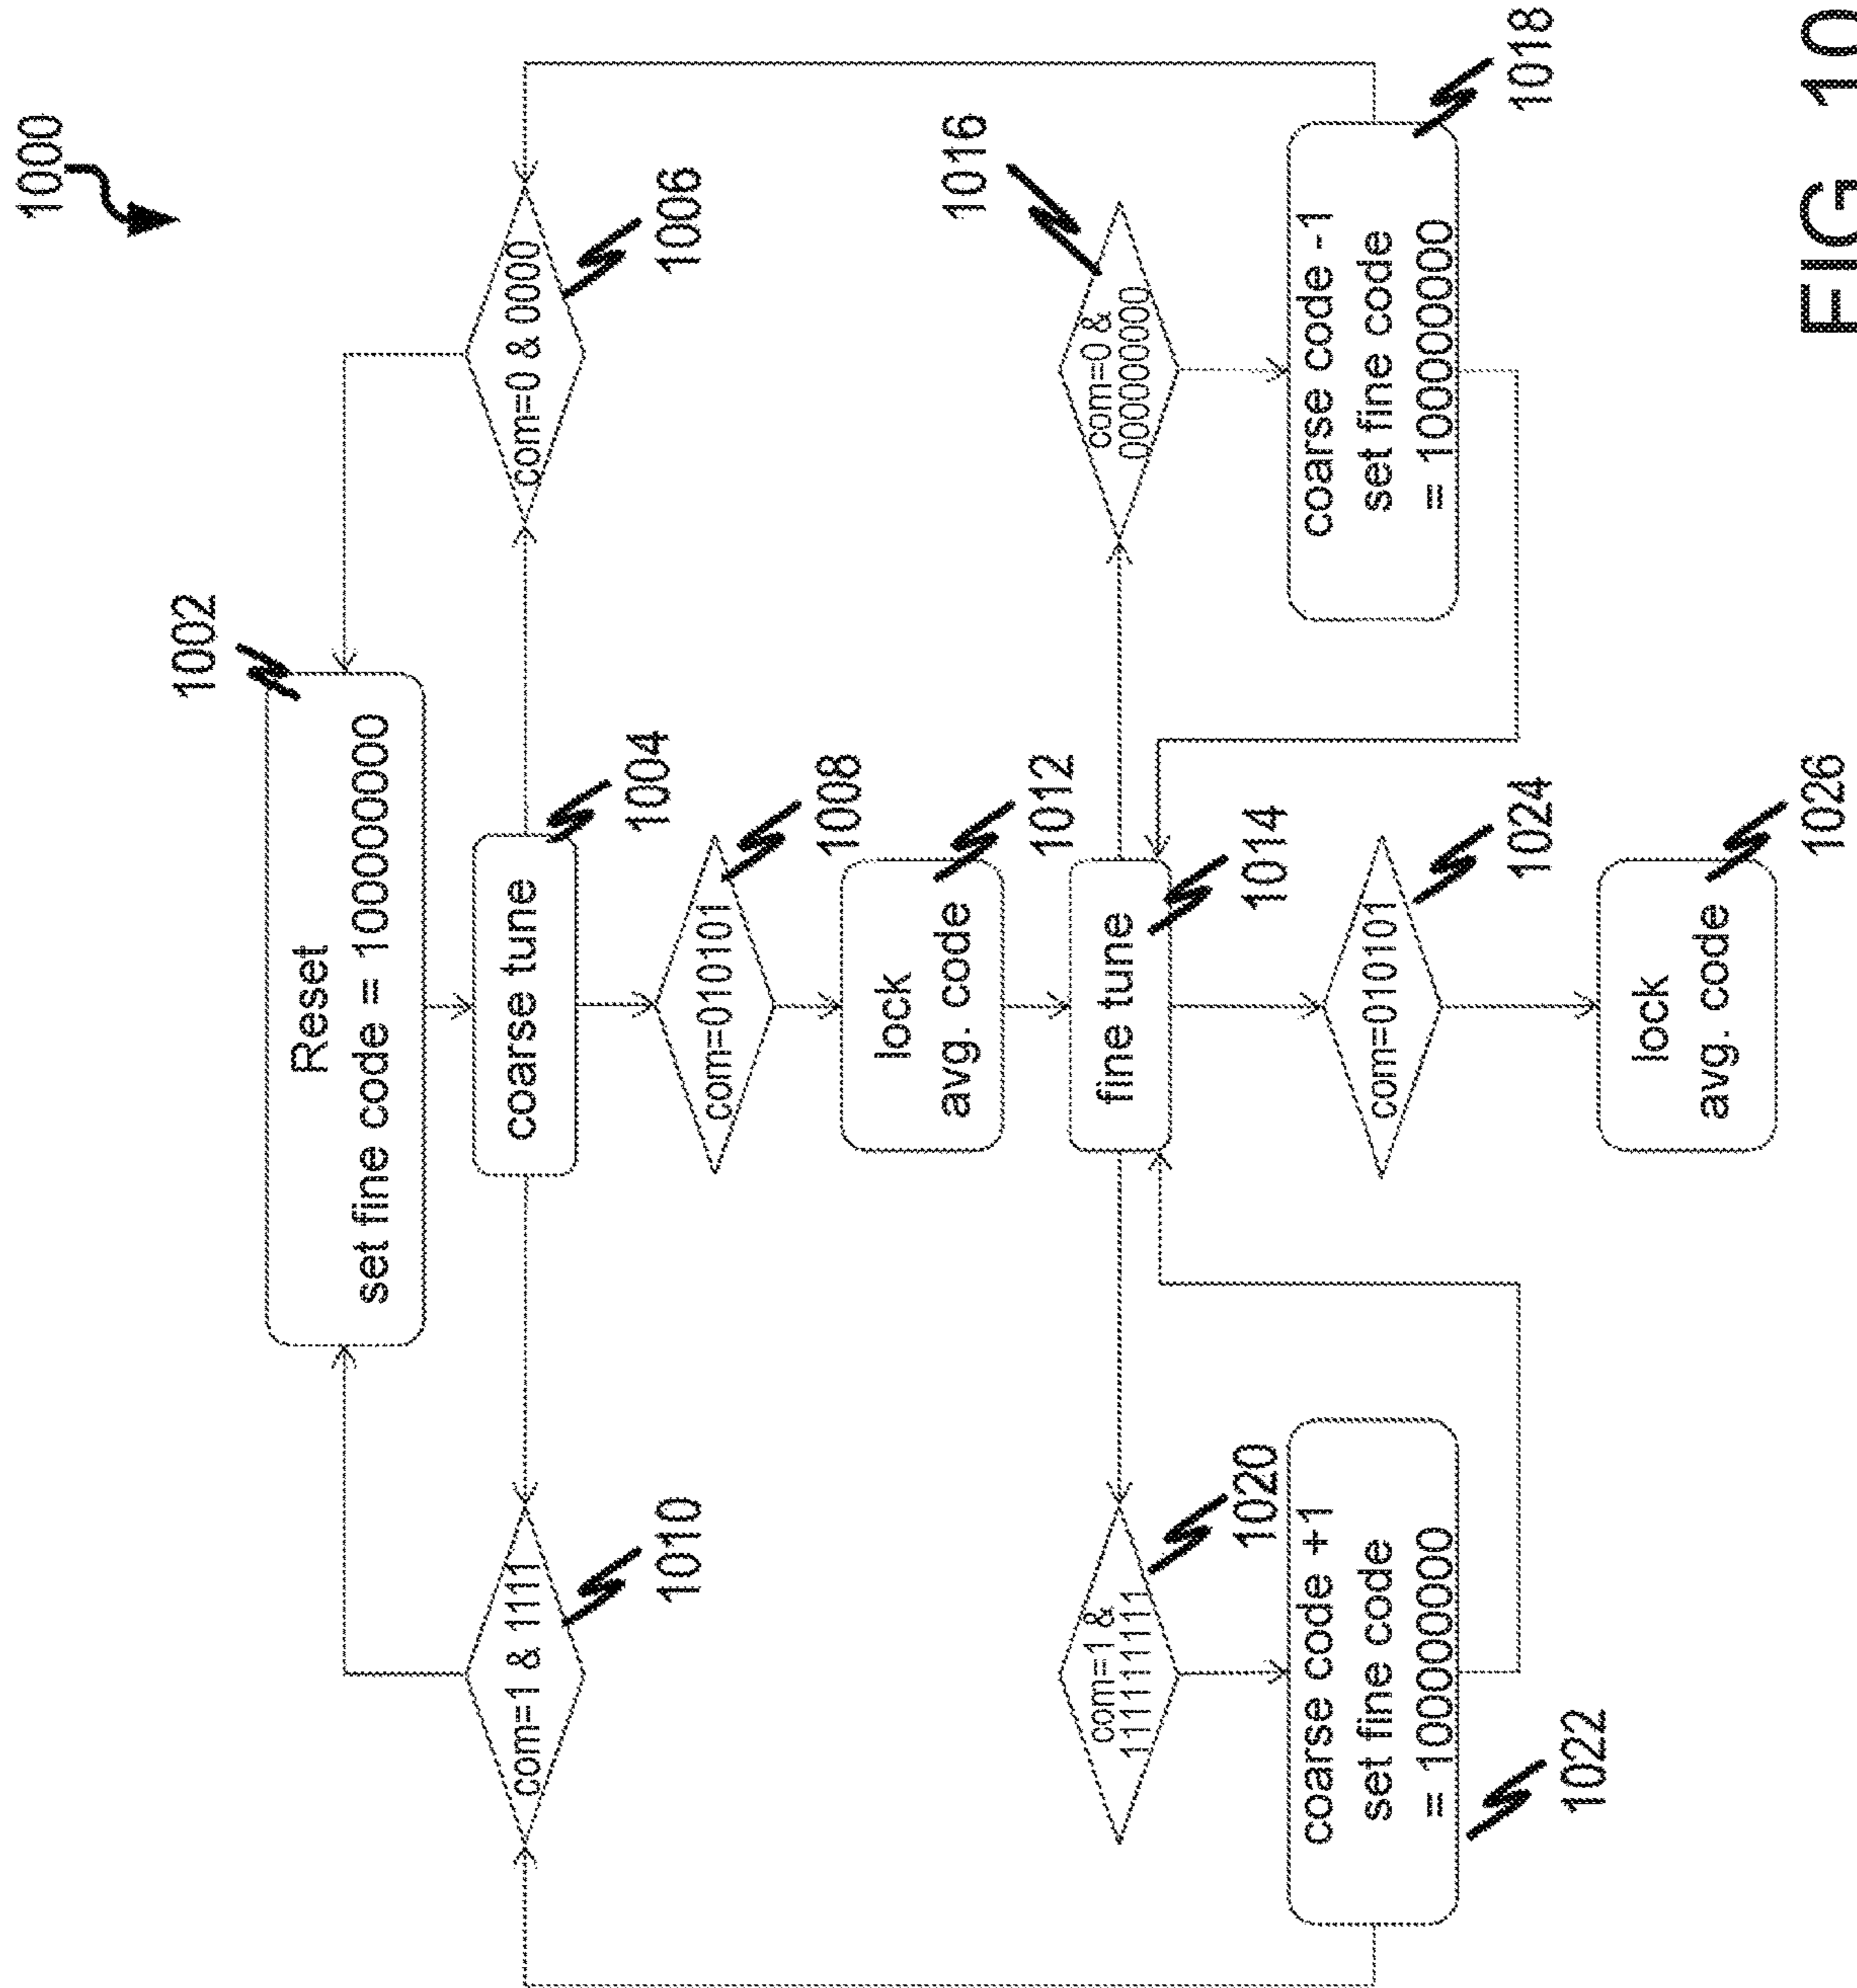 1000
1002
Reset
set fine code = 100000000
1004
coarse tune
com=1 & 1111
1010
com=0 & 0000
1006
com=010101
1008
lock
avg. code
1012
fine tune
1014
com=1 &
111111111
1020
com=0 &
000000000
1016
coarse code +1
set fine code
= 100000000
1022
coarse code -1
set fine code
= 100000000
1018
com=010101
1024
lock
avg. code
1026
FIG. 10